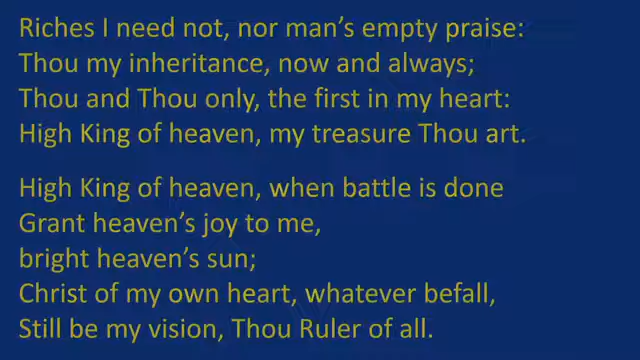 Riches I need not, nor man’s empty praise:
Thou my inheritance, now and always;
Thou and Thou only, the first in my heart:
High King of heaven, my treasure Thou art.
High King of heaven, when battle is done
Grant heaven’s joy to me,
bright heaven’s sun;
Christ of my own heart, whatever befall,
Still be my vision, Thou Ruler of all.